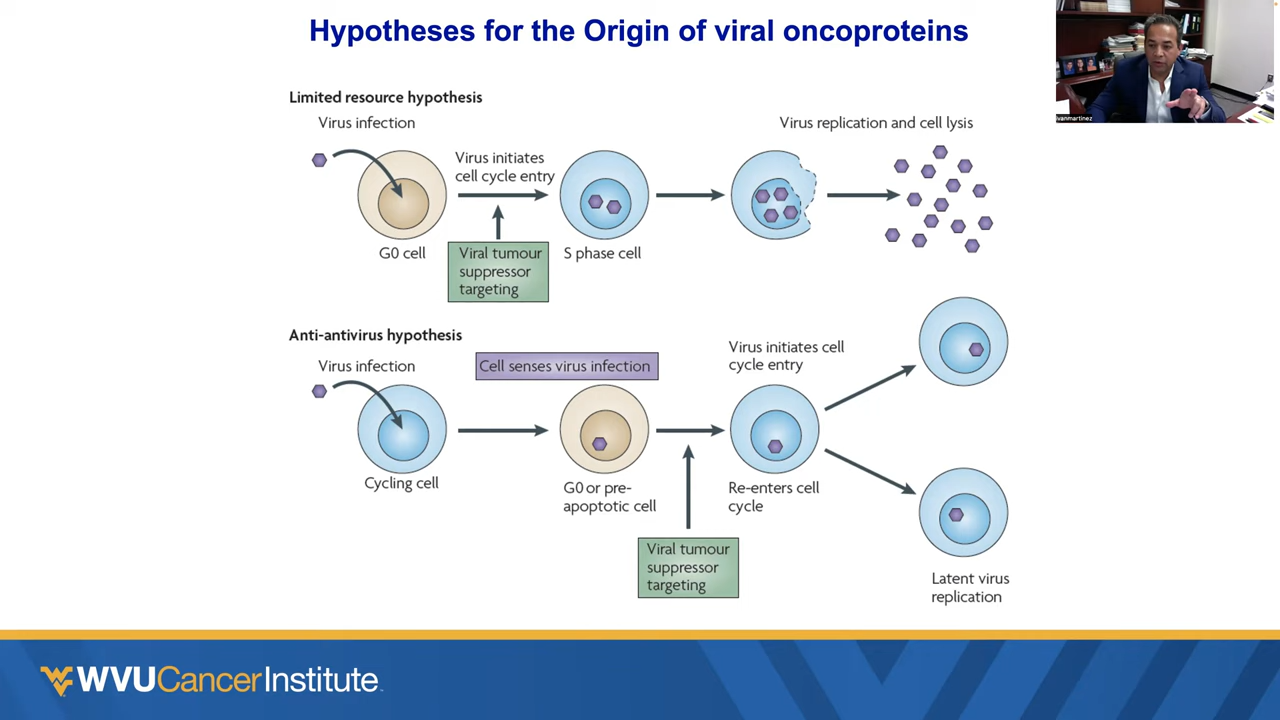 Hypotheses for the Origin of viral oncoproteins
Ivanmartinez
Limited resource hypothesis
Virus infection
Virus initiates
cell cycle entry
Virus replication and cell lysis
G0 cell
Viral tumour
suppressor
targeting
S phase cell
Anti-antivirus hypothesis
Virus infection
Cell senses virus infection
Virus initiates cell
cycle entry
Cycling cell
G0 or pre-
apoptotic cell
Re-enters cell
cycle
Viral tumour
suppressor
targeting
Latent virus
replication
WVUCancerInstitute